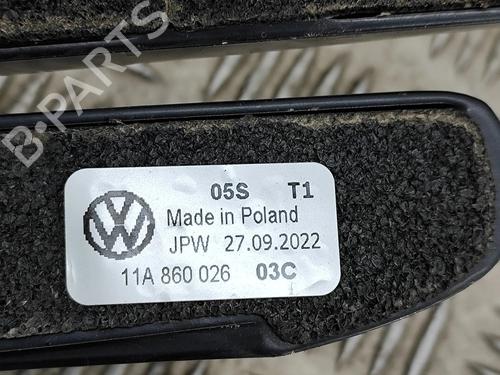 B-PARTS
05S T1
Made in Poland
JPW 27.09.2022
11A 860 026 03C